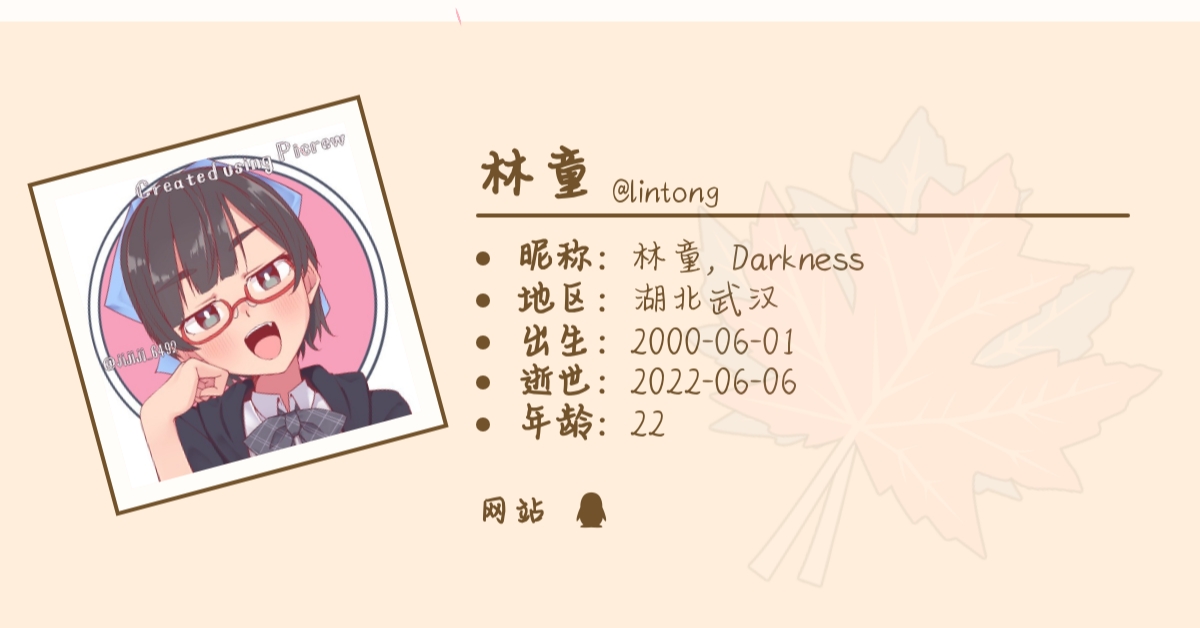 Created using Picrew
@JIJIJI_6499
林童 @lintong
昵称：林童, Darkness
地区：湖北武汉
出生：2000-06-01
逝世：2022-06-06
年龄：22
网站